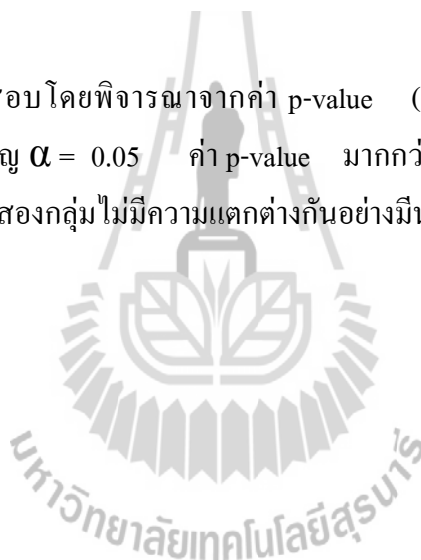 สอบโดยพิจารณาจากค่า p-value (
ญ α = 0.05 ค่า p-value มากกว่
สองกลุ่มไม่มีความแตกต่างกันอย่างมีน
มหาวิทยาลัยเทคโนโลยีสุรนารี